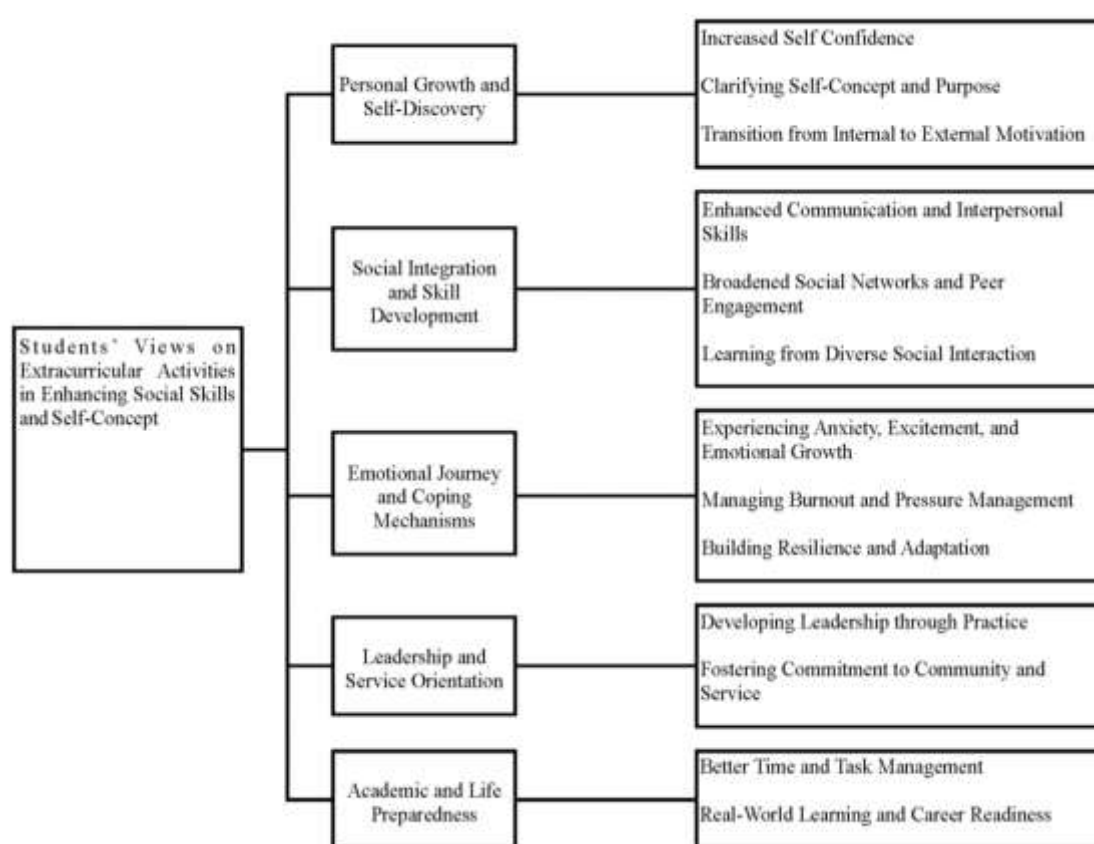 Students' Views on
Extracurricular Activities
in Enhancing Social Skills
and Self-Concept
Personal Growth and
Self-Discovery
Increased Self Confidence
Clarifying Self-Concept and Purpose
Transition from Internal to External Motivation
Social Integration
and Skill
Development
Enhanced Communication and Interpersonal
Skills
Broadened Social Networks and Peer
Engagement
Learning from Diverse Social Interaction
Emotional Journey
and Coping
Mechanisms
Experiencing Anxiety, Excitement, and
Emotional Growth
Managing Burnout and Pressure Management
Building Resilience and Adaptation
Leadership and
Service Orientation
Developing Leadership through Practice
Fostering Commitment to Community and
Service
Academic and Life
Preparedness
Better Time and Task Management
Real-World Learning and Career Readiness